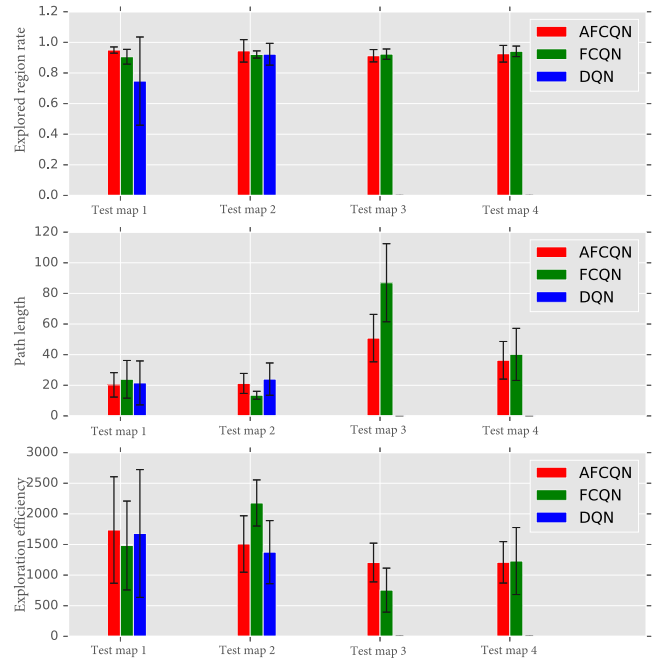 Explored region rate
1.2
1.0
0.8
0.6
0.4
0.2
0.0
AFCQN
FCQN
DQN
Test map 1
Test map 2
Test map 3
Test map 4
Path length
120
100
80
60
40
20
0
AFCQN
FCQN
DQN
Test map 1
Test map 2
Test map 3
Test map 4
Exploration efficiency
3000
2500
2000
1500
1000
500
0
AFCQN
FCQN
DQN
Test map 1
Test map 2
Test map 3
Test map 4